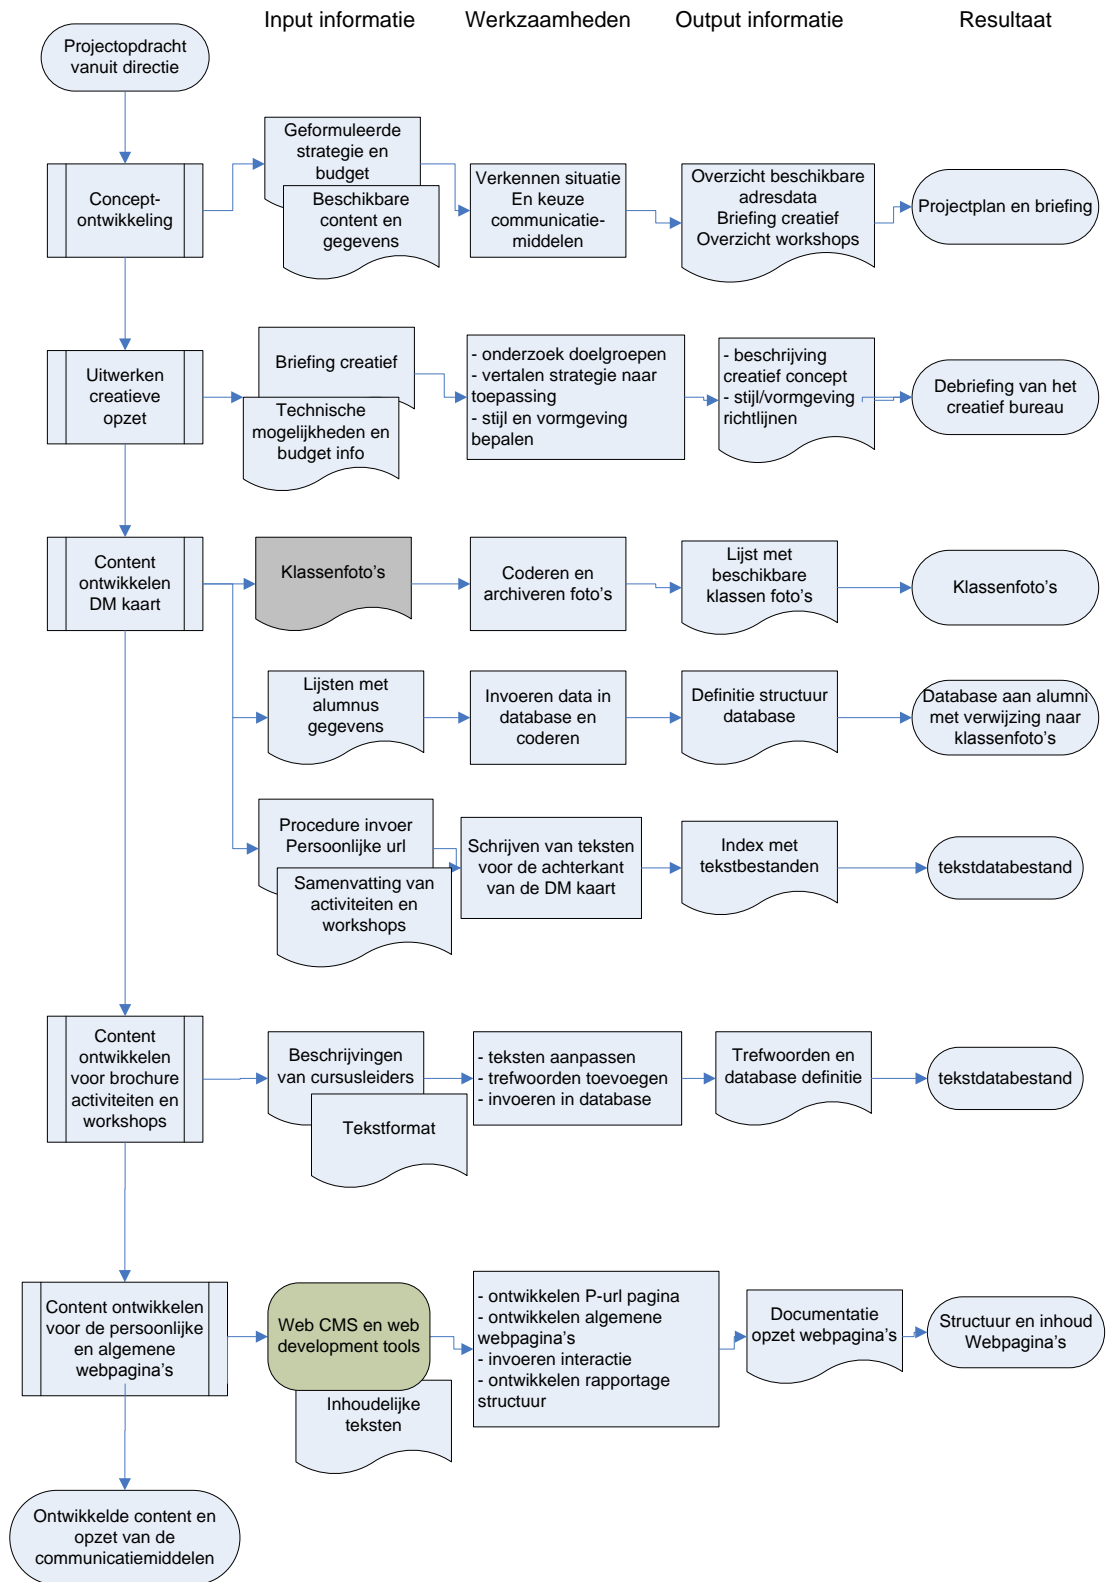 Input informatie
Werkzaamheden
Output informatie
Resultaat
Projectopdracht
vanuit directie
Concept-
ontwikkeling
Geformuleerde
strategie en
budget
Beschikbare
content en
gegevens
Verkennen situatie
En keuze
communicatie-
middelen
Overzicht beschikbare
adresdata
Briefing creatief
Overzicht workshops
Projectplan en briefing
Uitwerken
creatieve
opzet
Briefing creatief
Technische
mogelijkheden en
budget info
- onderzoek doelgroepen
- vertalen strategie naar
toepassing
- stijl en vormgeving
bepalen
- beschrijving
creatief concept
- stijl/vormgeving
richtlijnen
Debriefing van het
creatief bureau
Content
ontwikkelen
DM kaart
Klassenfoto's
Coderen en
archiveren foto's
Lijst met
beschikbare
klassen foto's
Klassenfoto's
Lijsten met
alumnus
gegevens
Invoeren data in
database en
coderen
Definitie structuur
database
Database aan alumni
met verwijzing naar
klassenfoto's
Procedure invoer
Persoonlijke url
Samenvatting van
activiteiten en
workshops
Schrijven van teksten
voor de achterkant
van de DM kaart
Index met
tekstbestanden
tekstdatabestand
Content
ontwikkelen
voor brochure
activiteiten en
workshops
Beschrijvingen
van cursusleiders
Tekstformat
- teksten aanpassen
- trefwoorden toevoegen
- invoeren in database
Trefwoorden en
database definitie
tekstdatabestand
Content ontwikkelen
voor de persoonlijke
en algemene
webpagina's
Web CMS en web
development tools
Inhoudelijke
teksten
- ontwikkelen P-url pagina
- ontwikkelen algemene
webpagina's
- invoeren interactie
- ontwikkelen rapportage
structuur
Documentatie
opzet webpagina's
Structuur en inhoud
Webpagina's
Ontwikkelde content en
opzet van de
communicatiemiddelen